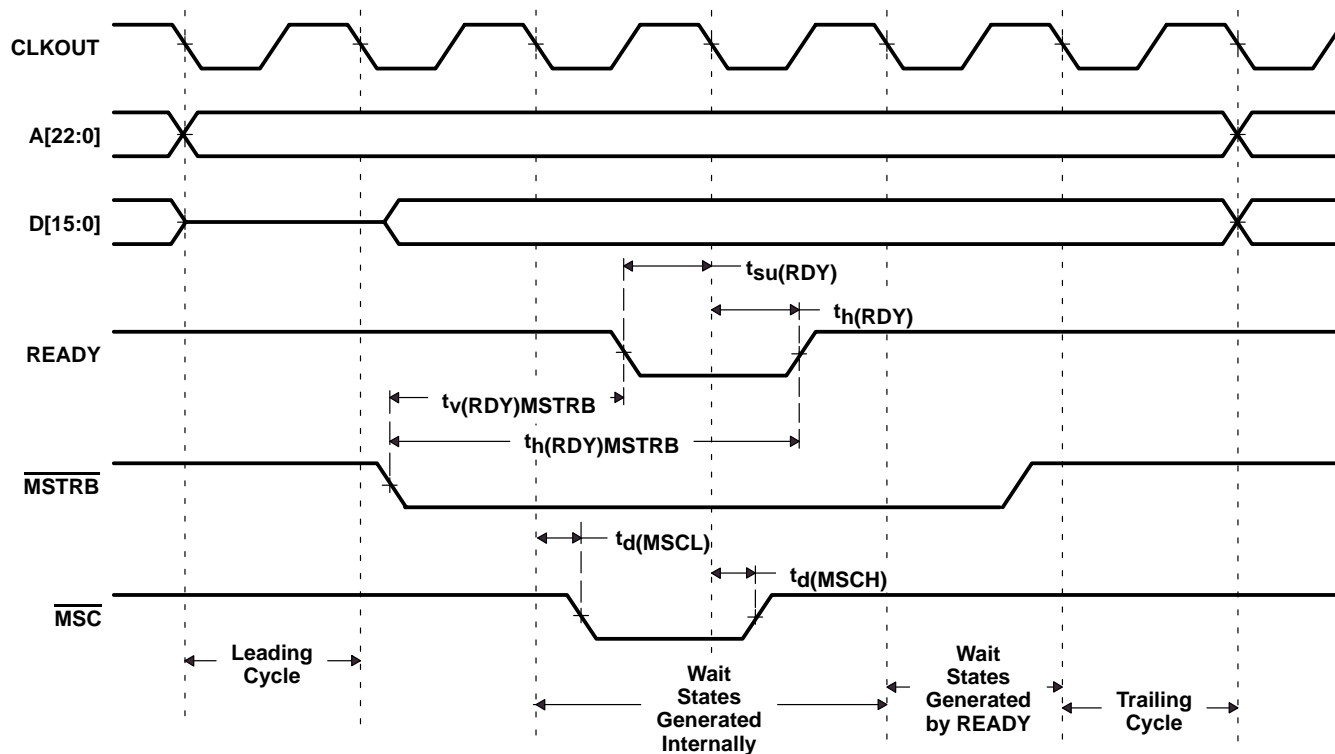 CLKOUT
A[22:0]
D[15:0]
tsu(RDY)
th(RDY)
READY
tv(RDY)MSTRB
th(RDY)MSTRB
MSTRB
td(MSCL)
td(MSCH)
MSC
Leading
Cycle
Wait
States
Generated
Internally
Wait
States
Generated
by READY
Trailing
Cycle